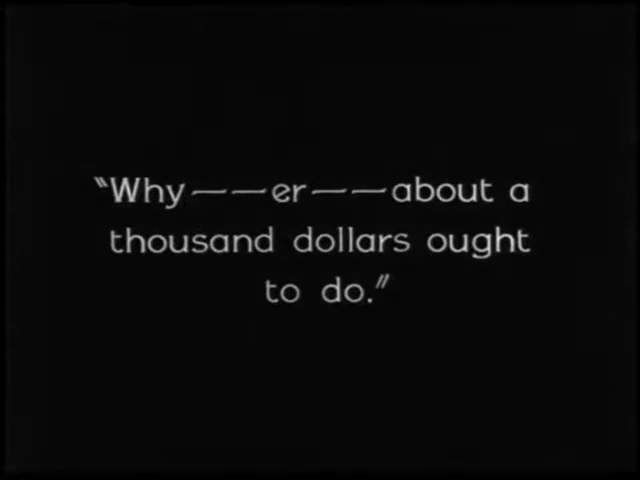 "Why——er——about a
thousand dollars ought
to do."